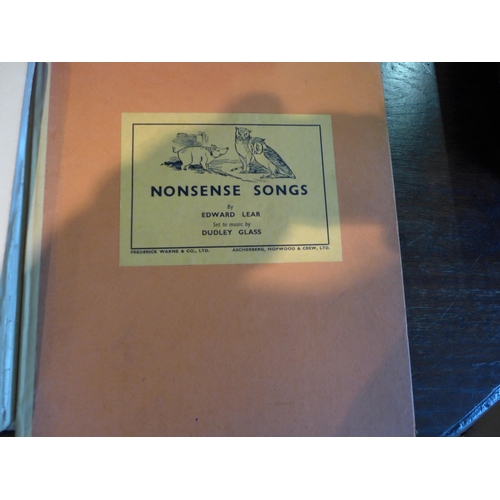 NONSENSE SONGS
By
EDWARD LEAR
Set to music by
DUDLEY GLASS
FREDERICK WARNE & CO., LTD. ASCHERBERG, HOPWOOD & CREW, LTD.